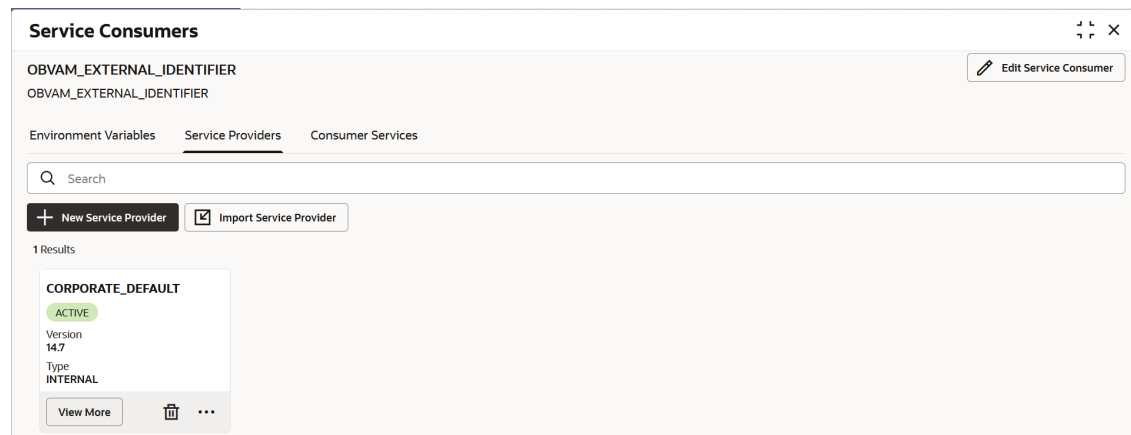 Service Consumers
OBVAM_EXTERNAL_IDENTIFIER
Edit Service Consumer
OBVAM_EXTERNAL_IDENTIFIER
Environment Variables Service Providers Consumer Services
Search
New Service Provider Import Service Provider
1 Results
CORPORATE_DEFAULT
ACTIVE
Version
14.7
Type
INTERNAL
View More